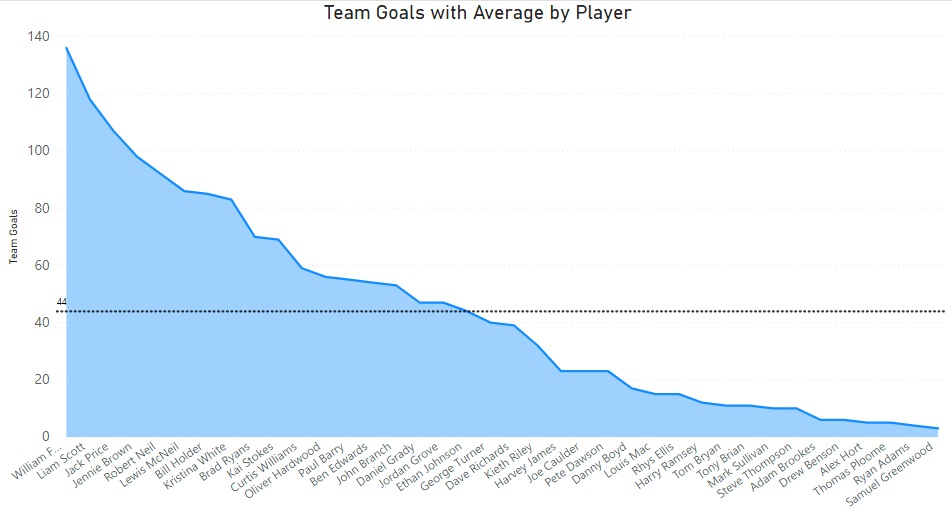 Team Goals with Average by Player
Team Goals
140
120
100
80
60
44
40
20
0
William F...
Liam Scott
Jack Price
Jennie Brown
Robert Neil
Lewis McNeil
Bill Holder
Kristina White
Brad Ryans
Kai Stokes
Curtis Williams
Oliver Hardwood
Paul Barry
Ben Edwards
John Branch
Daniel Grady
Jordan Grove
Ethan Johnson
George Turner
Dave Richards
Kieth Riley
Harvey James
Joe Caulder
Pete Dawson
Danny Boyd
Louis Mac
Rhys Ellis
Harry Ramsey
Tom Bryan
Tony Brian
Mark Sullivan
Steve Thompson
Adam Brookes
Drew Benson
Alex Hort
Thomas Ploome
Ryan Adams
Samuel Greenwood